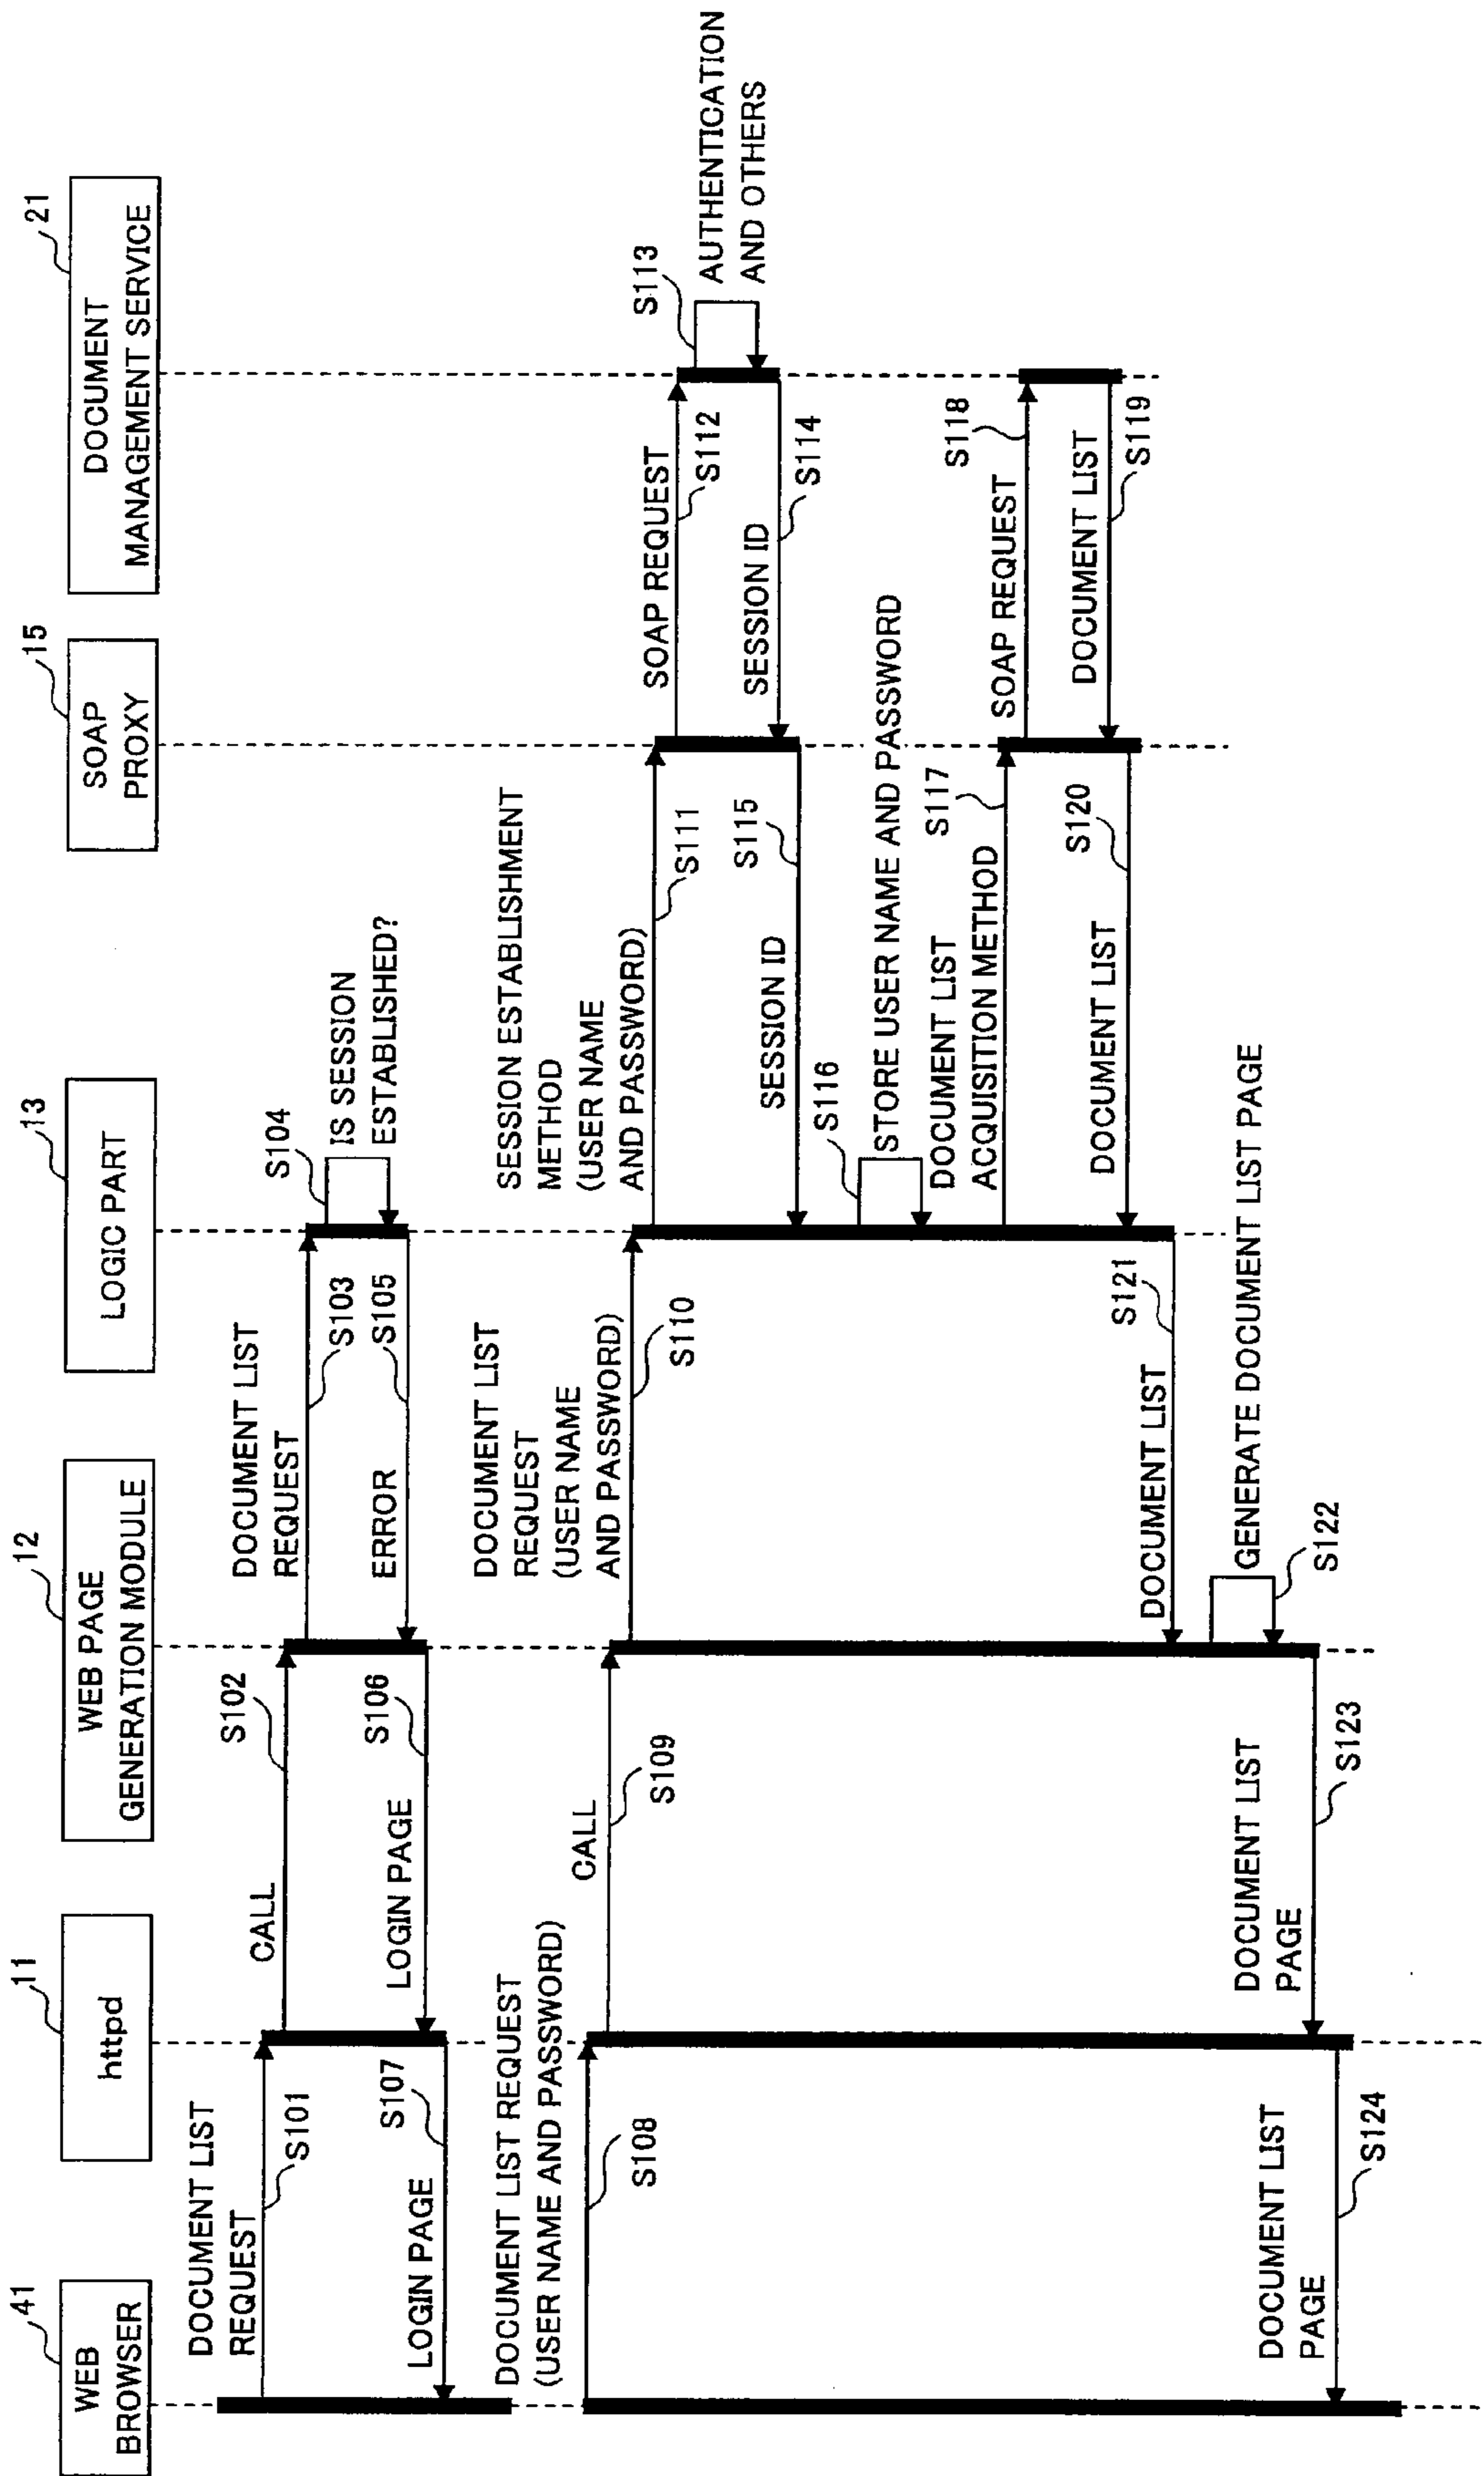 41
WEB
BROWSER
11
httpd
12
WEB PAGE
GENERATION MODULE
13
LOGIC PART
15
SOAP
PROXY
21
DOCUMENT
MANAGEMENT SERVICE
DOCUMENT LIST
REQUEST
S101
CALL
S102
DOCUMENT LIST
REQUEST
S103
S104
IS SESSION
ESTABLISHED?
ERROR
S105
LOGIN PAGE
S106
LOGIN PAGE
S107
DOCUMENT LIST REQUEST
(USER NAME AND PASSWORD)
S108
CALL
S109
DOCUMENT LIST
REQUEST
(USER NAME
AND PASSWORD)
S110
SESSION ESTABLISHMENT
METHOD
(USER NAME
AND PASSWORD)
S111
SOAP REQUEST
S112
S113
AUTHENTICATION
AND OTHERS
SESSION ID
S114
SESSION ID
S115
S116
STORE USER NAME AND PASSWORD
DOCUMENT LIST
ACQUISITION METHOD
S117
SOAP REQUEST
S118
DOCUMENT LIST
S119
DOCUMENT LIST
S120
DOCUMENT LIST
S121
GENERATE DOCUMENT LIST PAGE
S122
DOCUMENT LIST
PAGE
S123
DOCUMENT LIST
PAGE
S124